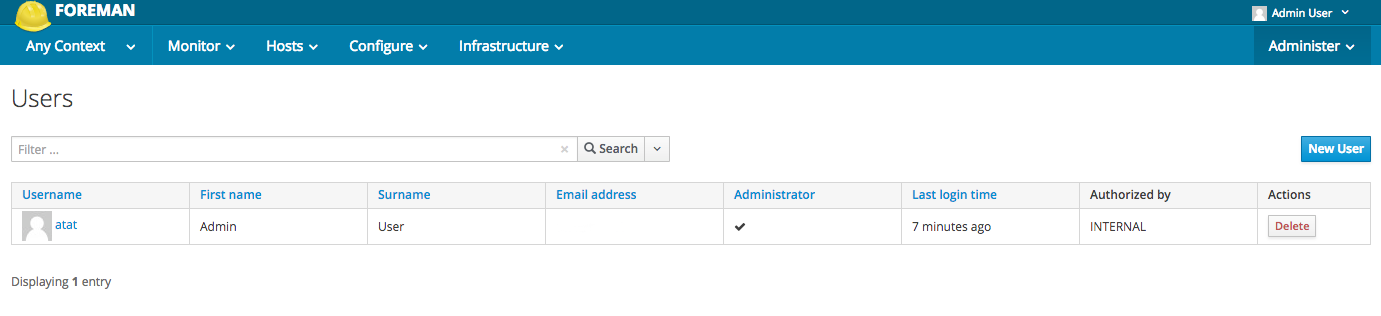 FOREMAN
Admin User
Any Context Monitor Hosts Configure Infrastructure Administer
Users
Filter ... × Search New User
Username First name Surname Email address Administrator Last login time Authorized by Actions
atat Admin User 7 minutes ago INTERNAL Delete
Displaying 1 entry